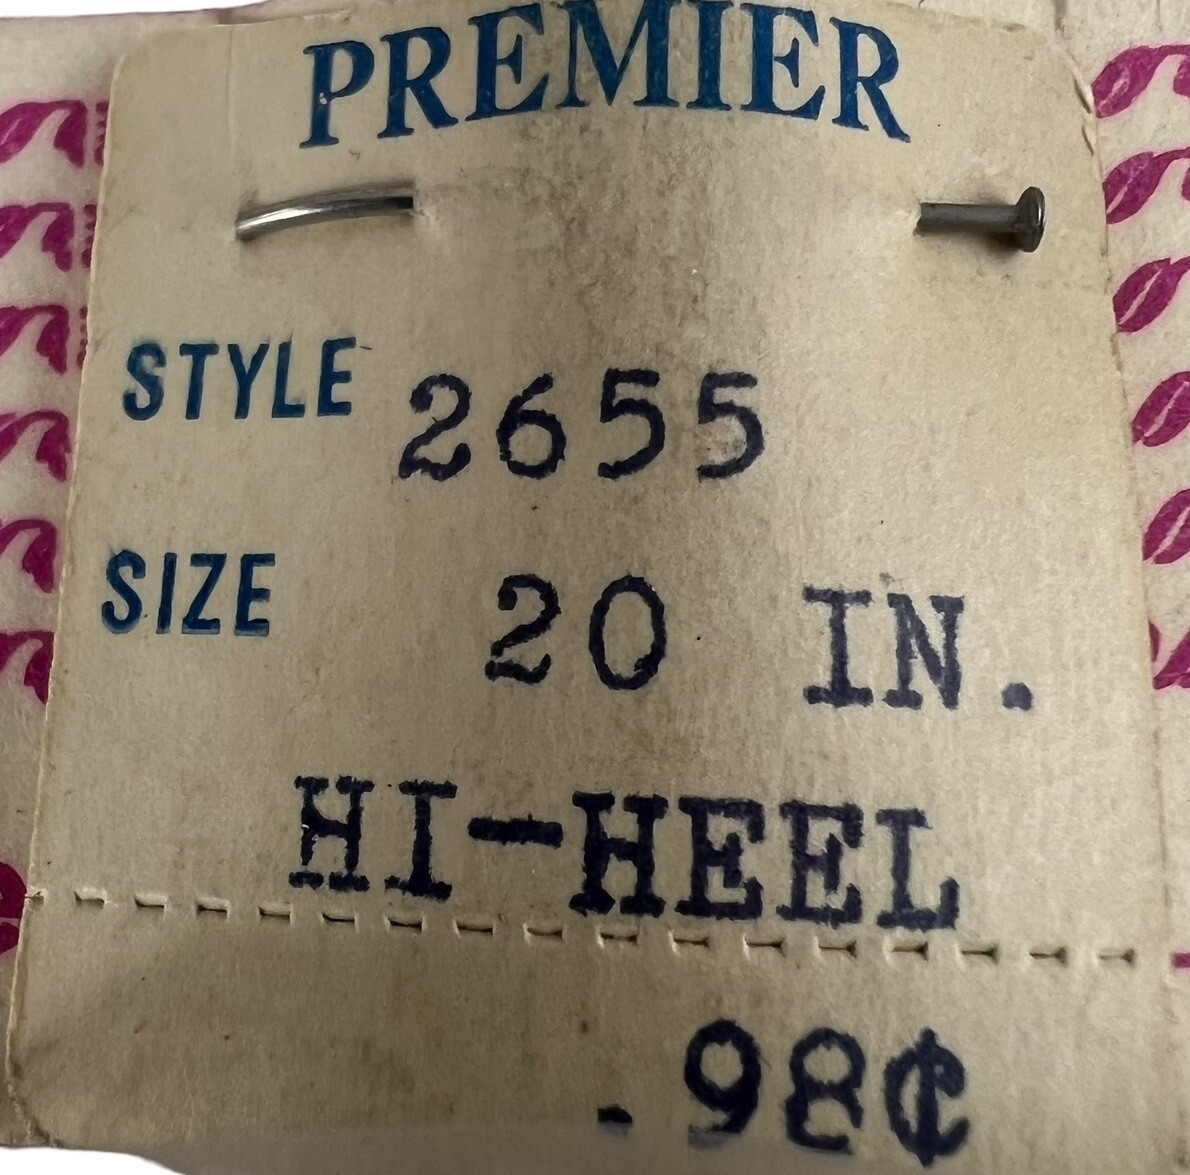 PREMIER
STYLE 2655
SIZE 20 IN.
HI-HEEL
.98¢